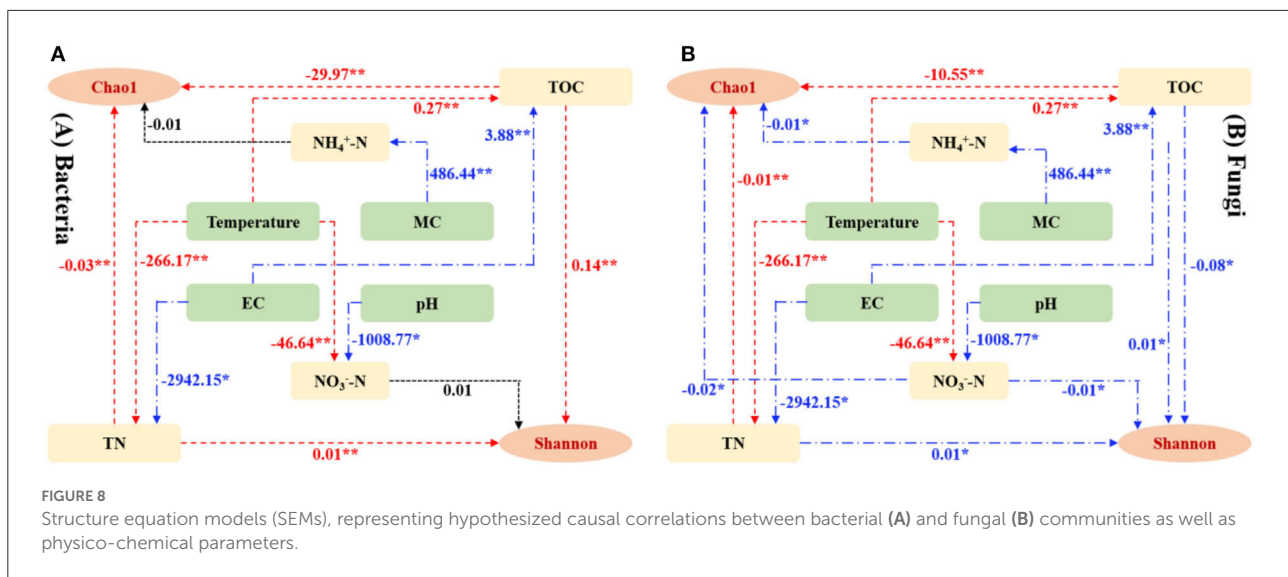 A
Chao1
-29.97**
TOC
0.27**
-0.01
NH₄⁺-N
3.88**
486.44**
(A) Bacteria
Temperature
MC
-0.03**
-266.17**
0.14**
EC
pH
-46.64**
-1008.77*
-2942.15*
NO₃⁻-N
0.01
TN
0.01**
Shannon
B
Chao1
-10.55**
TOC
0.27**
-0.01*
NH₄⁺-N
3.88**
(B) Fungi
-0.01**
486.44**
Temperature
MC
-266.17**
-0.08*
EC
pH
-46.64**
-1008.77*
0.01*
-0.02*
NO₃⁻-N
-0.01*
-2942.15*
TN
0.01*
Shannon
FIGURE 8
Structure equation models (SEMs), representing hypothesized causal correlations between bacterial (A) and fungal (B) communities as well as
physico-chemical parameters.